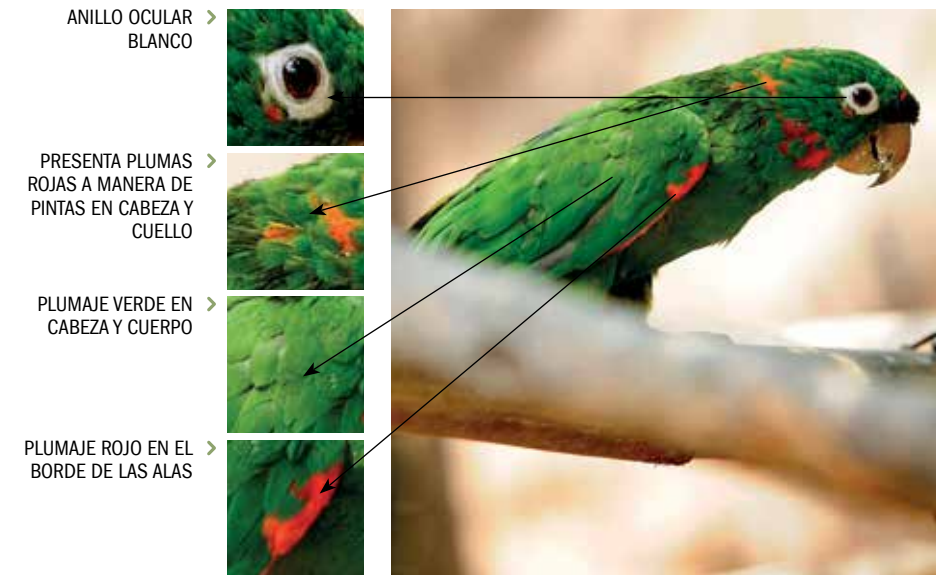 ANILLO OCULAR
BLANCO
PRESENTA PLUMAS
ROJAS A MANERA DE
PINTAS EN CABEZA Y
CUELLO
PLUMAJE VERDE EN
CABEZA Y CUERPO
PLUMAJE ROJO EN EL
BORDE DE LAS ALAS